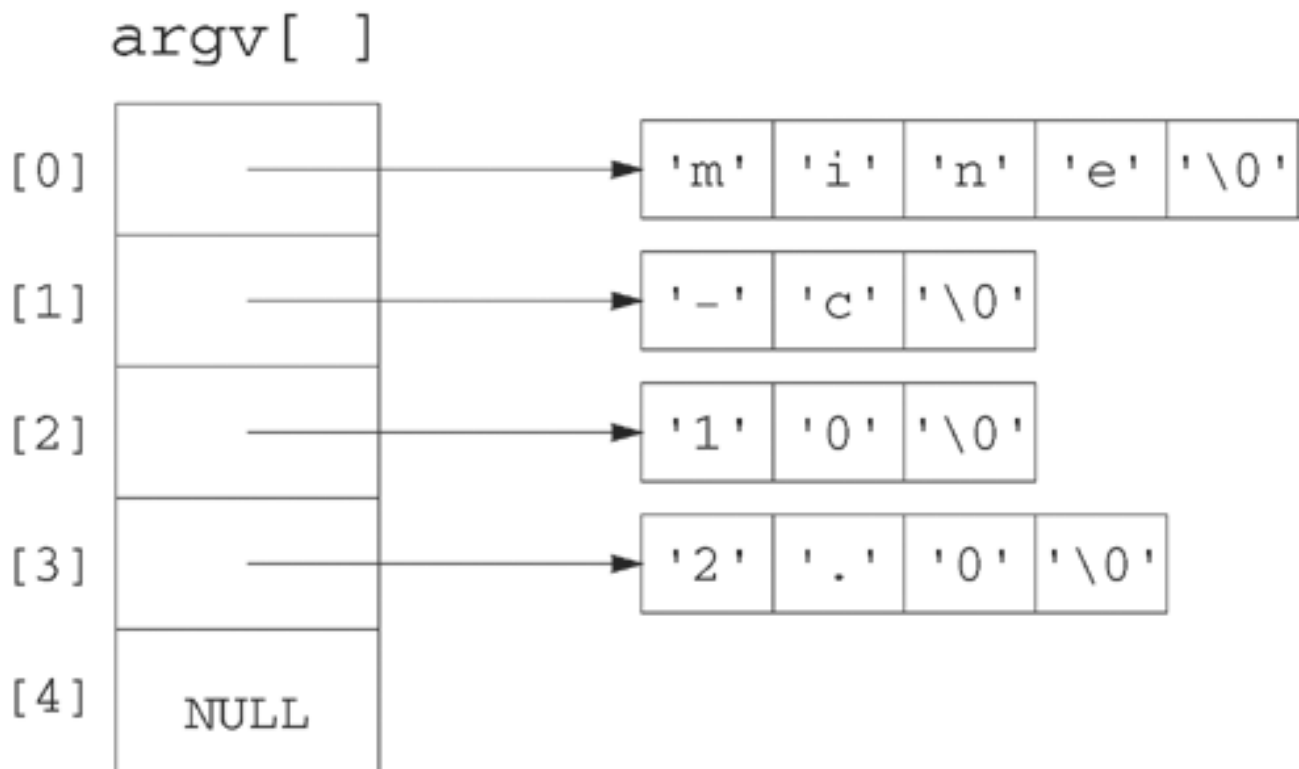 argv[ ]
[0] 'm' 'i' 'n' 'e' '\0'
[1] '-' 'c' '\0'
[2] '1' '0' '\0'
[3] '2' '.' '0' '\0'
[4] NULL